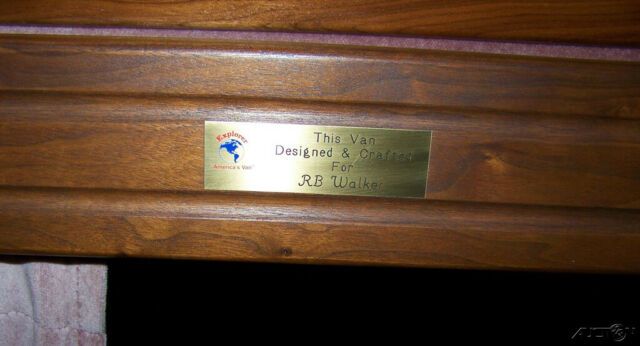 Explorer
America's Van
This Van
Designed & Crafted
For
RB Walker